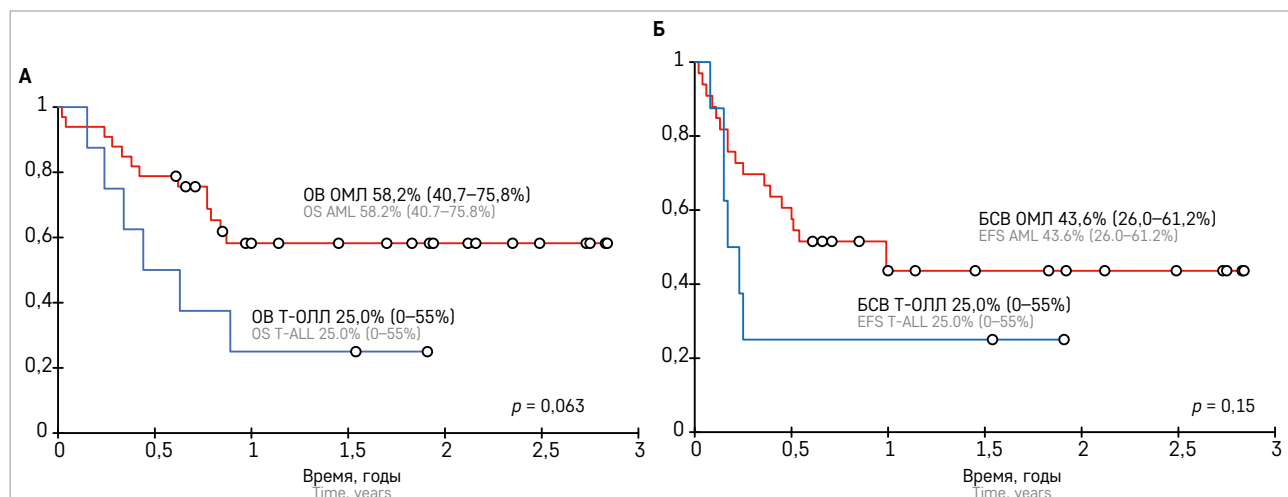 А
1
0,8
0,6
0,4
0,2
0
0
0,5
1
1,5
2
2,5
3
ОВ ОМЛ 58,2% (40,7–75,8%)
OS AML 58.2% (40.7–75.8%)
ОВ Т-ОЛЛ 25,0% (0–55%)
OS T-ALL 25.0% (0–55%)
p = 0,063
Время, годы
Time, years
Б
1
0,8
0,6
0,4
0,2
0
0
0,5
1
1,5
2
2,5
3
БСВ ОМЛ 43,6% (26,0–61,2%)
EFS AML 43.6% (26.0–61.2%)
БСВ Т-ОЛЛ 25,0% (0–55%)
EFS T-ALL 25.0% (0–55%)
p = 0,15
Время, годы
Time, years